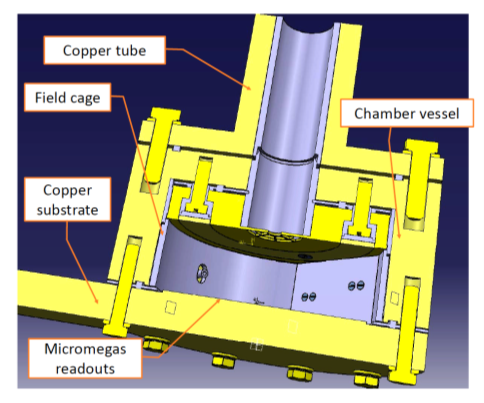 Copper tube
Field cage
Chamber vessel
Copper
substrate
Micromegas
readouts